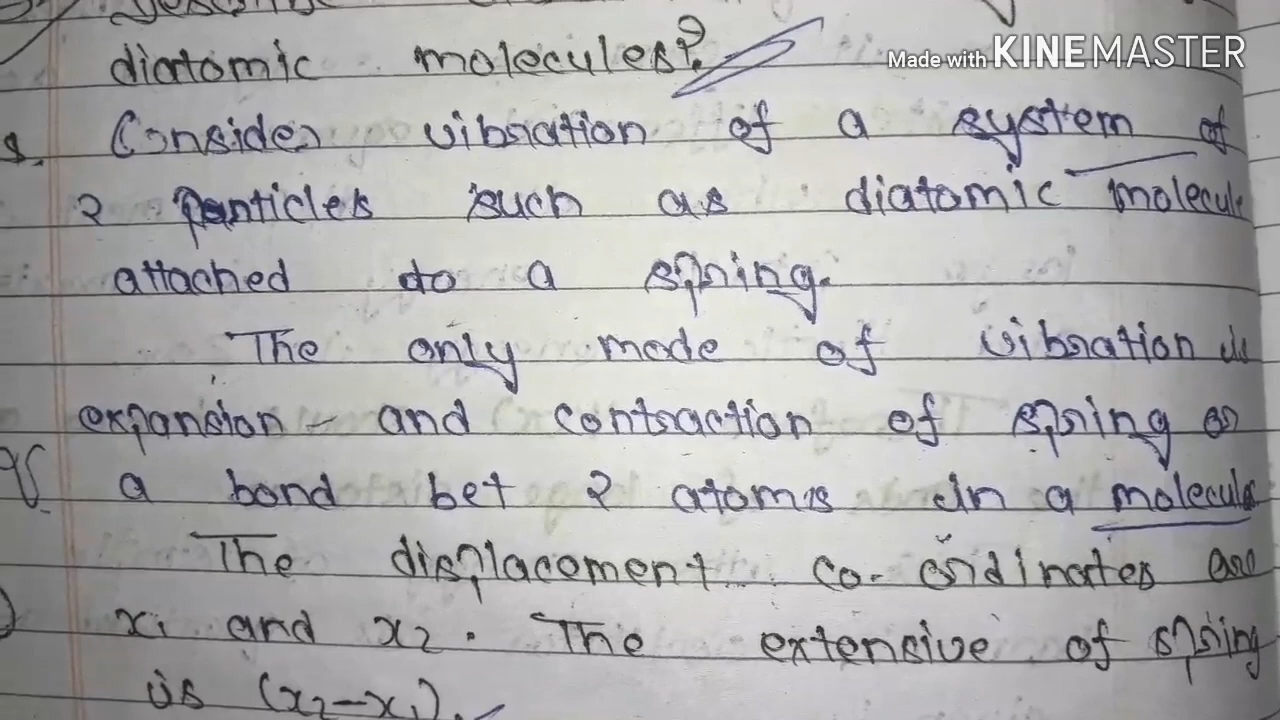 diatomic molecules?
Made with KINEMASTER
Consider vibration of a system of
2 particles such as diatomic molecule
attached to a spring.
The only mode of vibration is
expansion and contraction of spring or
a bond bet 2 atoms in a molecule
The displacement co-ordinates are
x₁ and x₂. The extensive of spring
is (x₂-x₁).